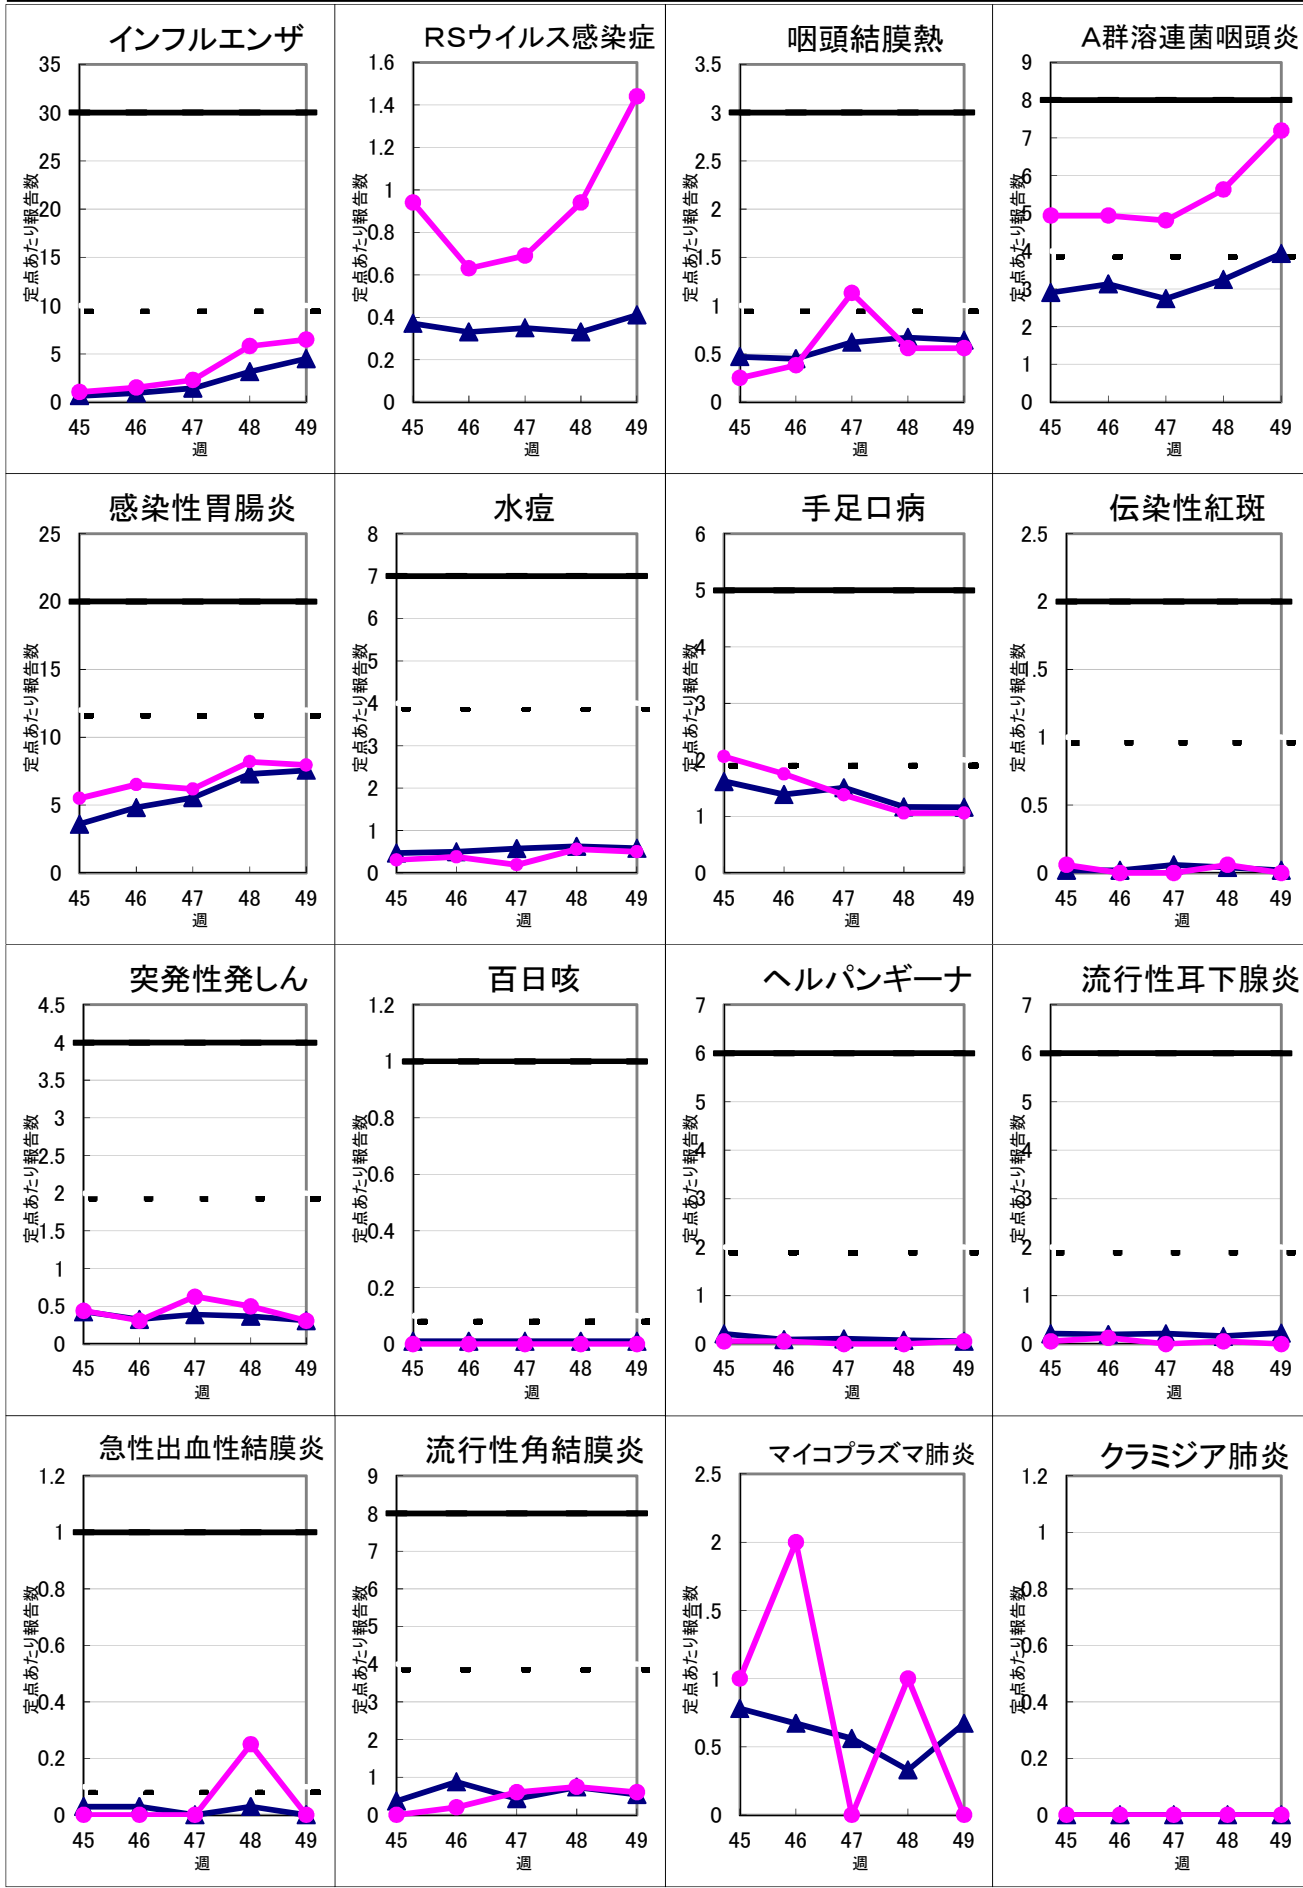 インフルエンザ
35
30
25
20
15
10
5
0
定点あたり報告数
45 46 47 48 49
週
RSウイルス感染症
1.6
1.4
1.2
1
0.8
0.6
0.4
0.2
0
定点あたり報告数
45 46 47 48 49
週
咽頭結膜熱
3.5
3
2.5
2
1.5
1
0.5
0
定点あたり報告数
45 46 47 48 49
週
A群溶連菌咽頭炎
9
8
7
6
5
4
3
2
1
0
定点あたり報告数
45 46 47 48 49
週
感染性胃腸炎
25
20
15
10
5
0
定点あたり報告数
45 46 47 48 49
週
水痘
8
7
6
5
4
3
2
1
0
定点あたり報告数
45 46 47 48 49
週
手足口病
6
5
4
3
2
1
0
定点あたり報告数
45 46 47 48 49
週
伝染性紅斑
2.5
2
1.5
1
0.5
0
定点あたり報告数
45 46 47 48 49
週
突発性発しん
4.5
4
3.5
3
2.5
2
1.5
1
0.5
0
定点あたり報告数
45 46 47 48 49
週
百日咳
1.2
1
0.8
0.6
0.4
0.2
0
定点あたり報告数
45 46 47 48 49
週
ヘルパンギーナ
7
6
5
4
3
2
1
0
定点あたり報告数
45 46 47 48 49
週
流行性耳下腺炎
7
6
5
4
3
2
1
0
定点あたり報告数
45 46 47 48 49
週
急性出血性結膜炎
1.2
1
0.8
0.6
0.4
0.2
0
定点あたり報告数
45 46 47 48 49
週
流行性角結膜炎
9
8
7
6
5
4
3
2
1
0
定点あたり報告数
45 46 47 48 49
週
マイコプラズマ肺炎
2.5
2
1.5
1
0.5
0
定点あたり報告数
45 46 47 48 49
週
クラミジア肺炎
1.2
1
0.8
0.6
0.4
0.2
0
定点あたり報告数
45 46 47 48 49
週